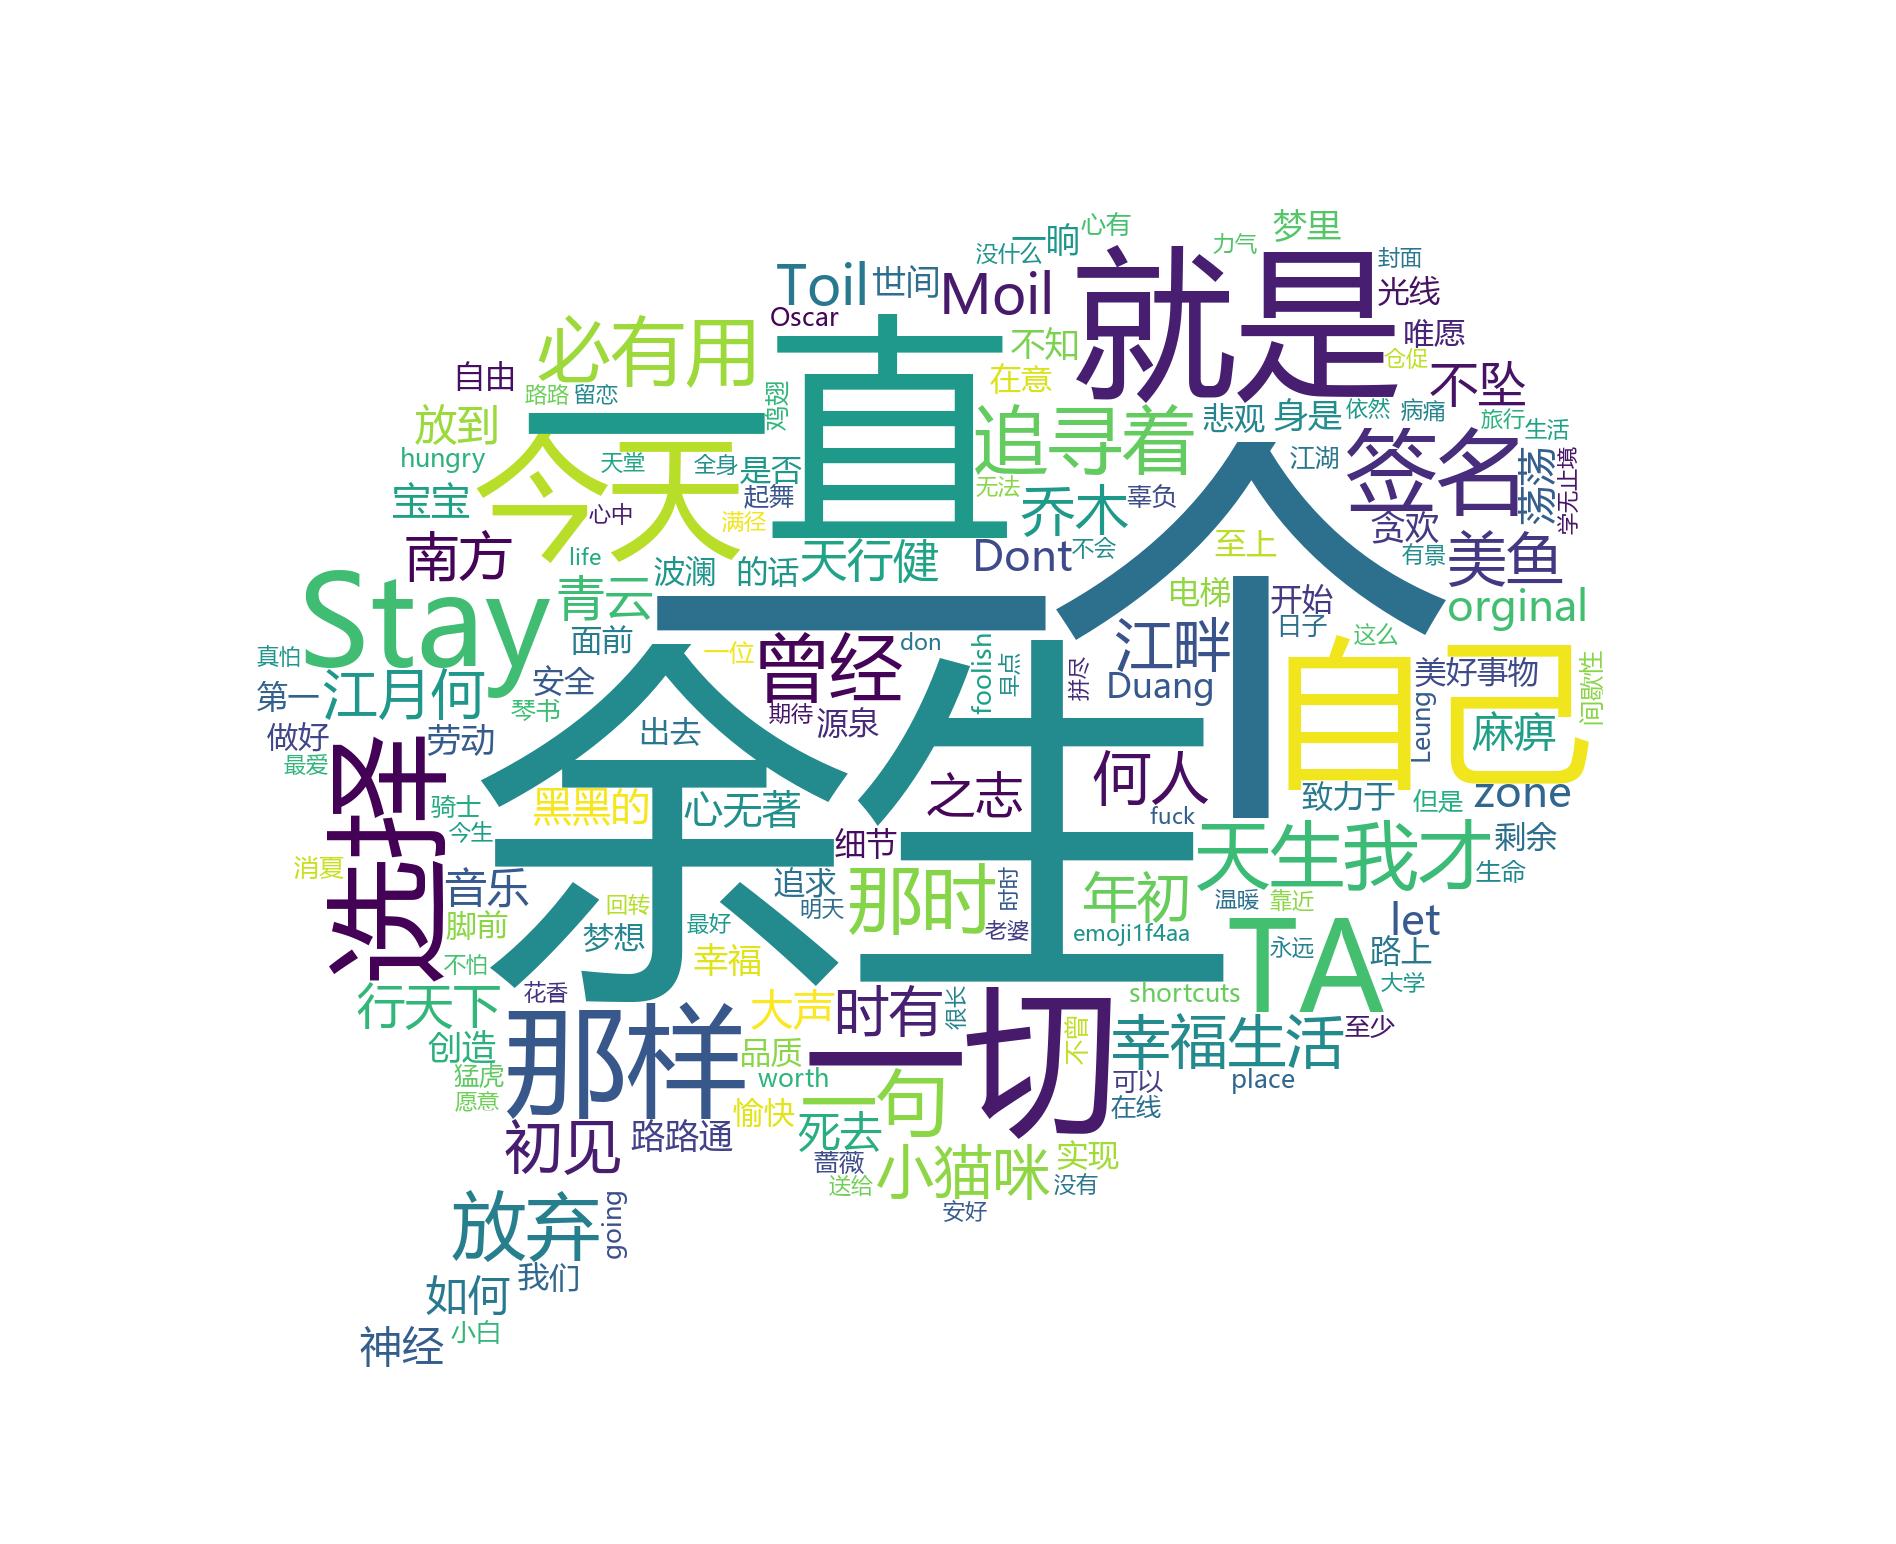 梦里
心有
一晌
力气
没什么
封面
Toil
世间
Moil
就是
光线
Oscar
必有用
一直
不知
唯愿
仓促
在意
不坠
自由
路路
留恋
鸡翅
放到
追寻着
悲观
身是
依然
病痛
旅行
生活
hungry
今天
天堂
全身
是否
一个
江湖
签名
荡荡
学无止境
宝宝
心中
起舞
满径
无法
乔木
辜负
贪欢
南方
life
波澜
的话
天行健
Dont
不会
至上
有景
美鱼
Stay
青云
电梯
开始
orginal
面前
一位
曾经
don
foolish
早点
拼尽
江畔
日子
这么
自己
真怕
第一
江月何
安全
琴书
期待
源泉
Duang
美好事物
间歇性
做好
劳动
出去
余生
Leung
麻痹
最爱
选择
骑士
黑黑的
心无著
之志
何人
致力于
但是
zone
今生
细节
fuck
天生我才
剩余
消夏
音乐
追求
那时
时时
年初
温暖
靠近
生命
脚前
回转
明天
梦想
最好
老婆
emoji1f4aa
TA
let
永远
路上
不怕
幸福
大学
行天下
花香
大声
时有
很长
shortcuts
创造
那样
品质
一切
不曾
幸福生活
至少
猛虎
愿意
worth
一句
可以
place
愉快
在线
初见
路路通
死去
蔷薇
小猫咪
实现
送给
没有
安好
放弃
going
如何
我们
神经
小白